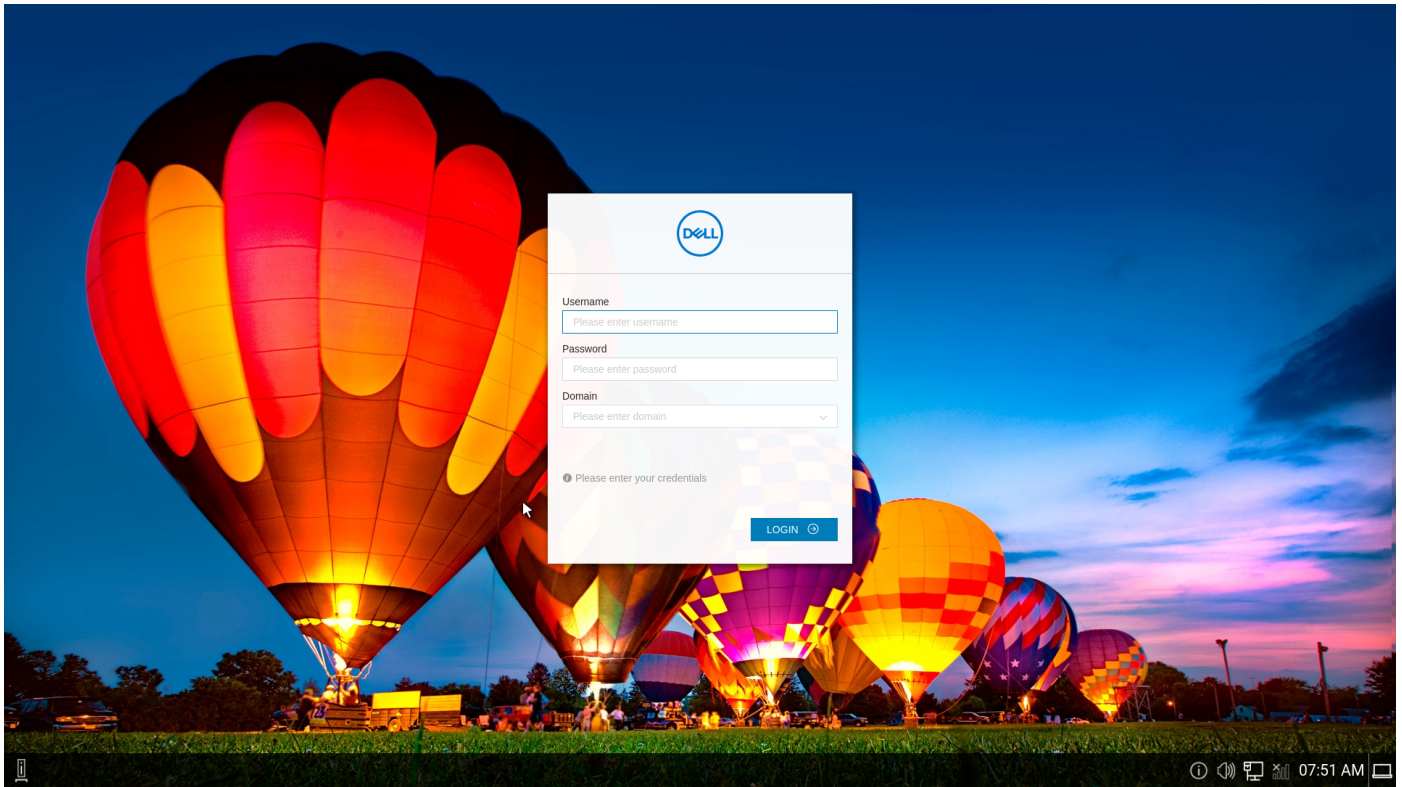 DELL
Username
Please enter username
Password
Please enter password
Domain
Please enter domain
Please enter your credentials
LOGIN
07:51 AM